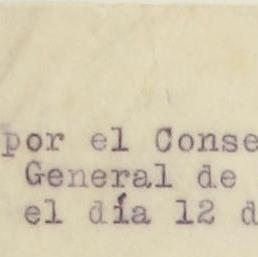 por el Conse
General de
el día 12 d